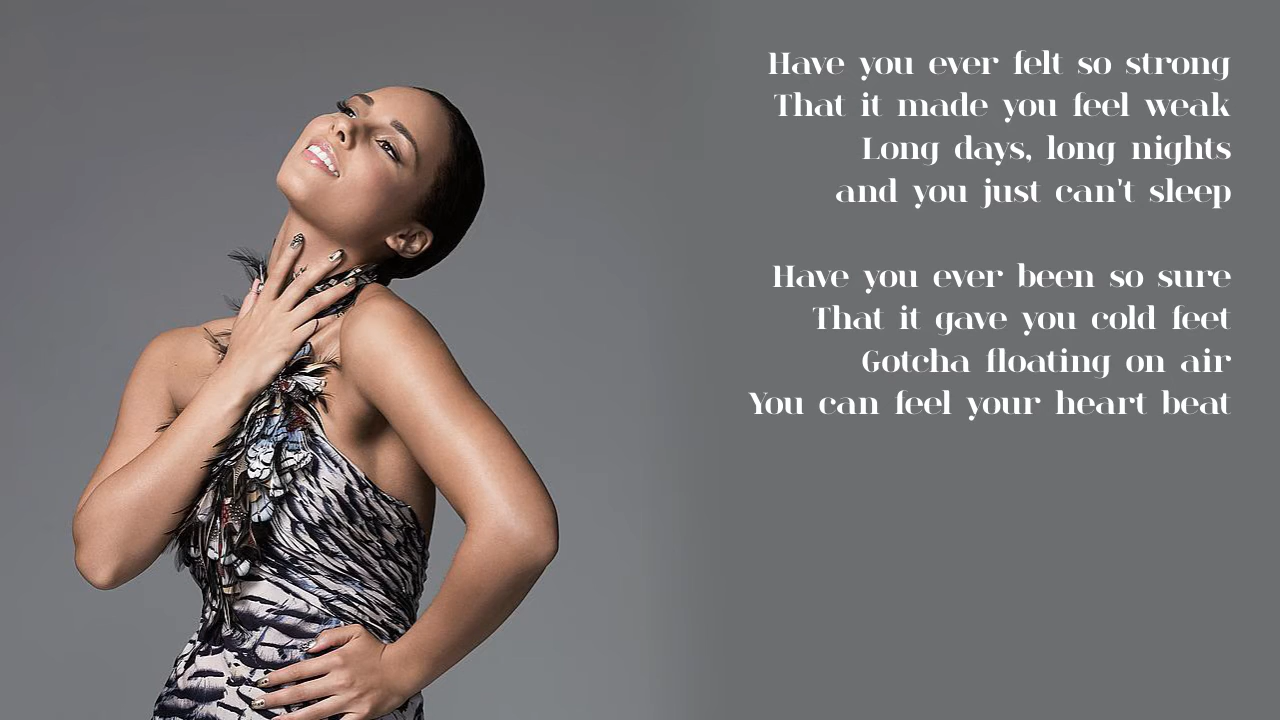 Have you ever felt so strong
That it made you feel weak
Long days, long nights
and you just can't sleep
Have you ever been so sure
That it gave you cold feet
Gotcha floating on air
You can feel your heart beat